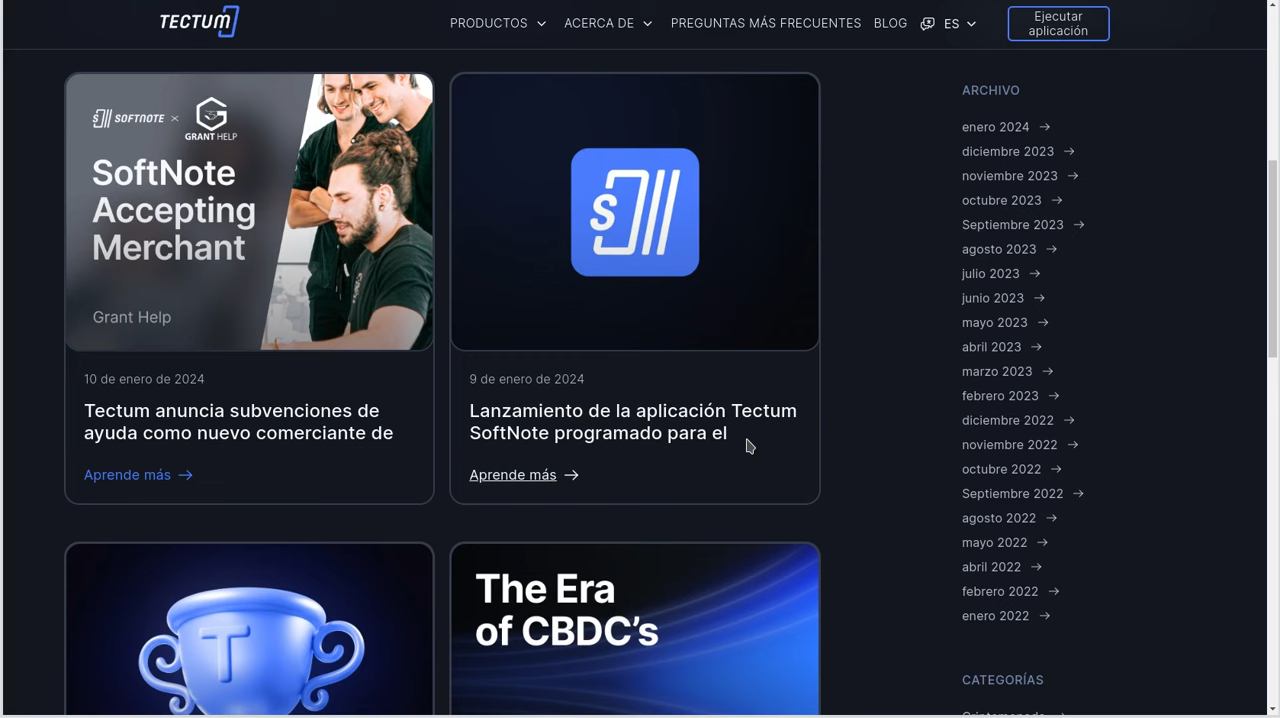 TECTUM
PRODUCTOS
ACERCA DE
PREGUNTAS MÁS FRECUENTES
BLOG
ES
Ejecutar
aplicación
SOFTNOTE ×
GRANT HELP
SoftNote
Accepting
Merchant
Grant Help
10 de enero de 2024
Tectum anuncia subvenciones de
ayuda como nuevo comerciante de
Aprende más →
9 de enero de 2024
Lanzamiento de la aplicación Tectum
SoftNote programado para el
Aprende más →
T
The Era
of CBDC’s
ARCHIVO
enero 2024 →
diciembre 2023 →
noviembre 2023 →
octubre 2023 →
Septiembre 2023 →
agosto 2023 →
julio 2023 →
junio 2023 →
mayo 2023 →
abril 2023 →
marzo 2023 →
febrero 2023 →
diciembre 2022 →
noviembre 2022 →
octubre 2022 →
Septiembre 2022 →
agosto 2022 →
mayo 2022 →
abril 2022 →
febrero 2022 →
enero 2022 →
CATEGORÍAS